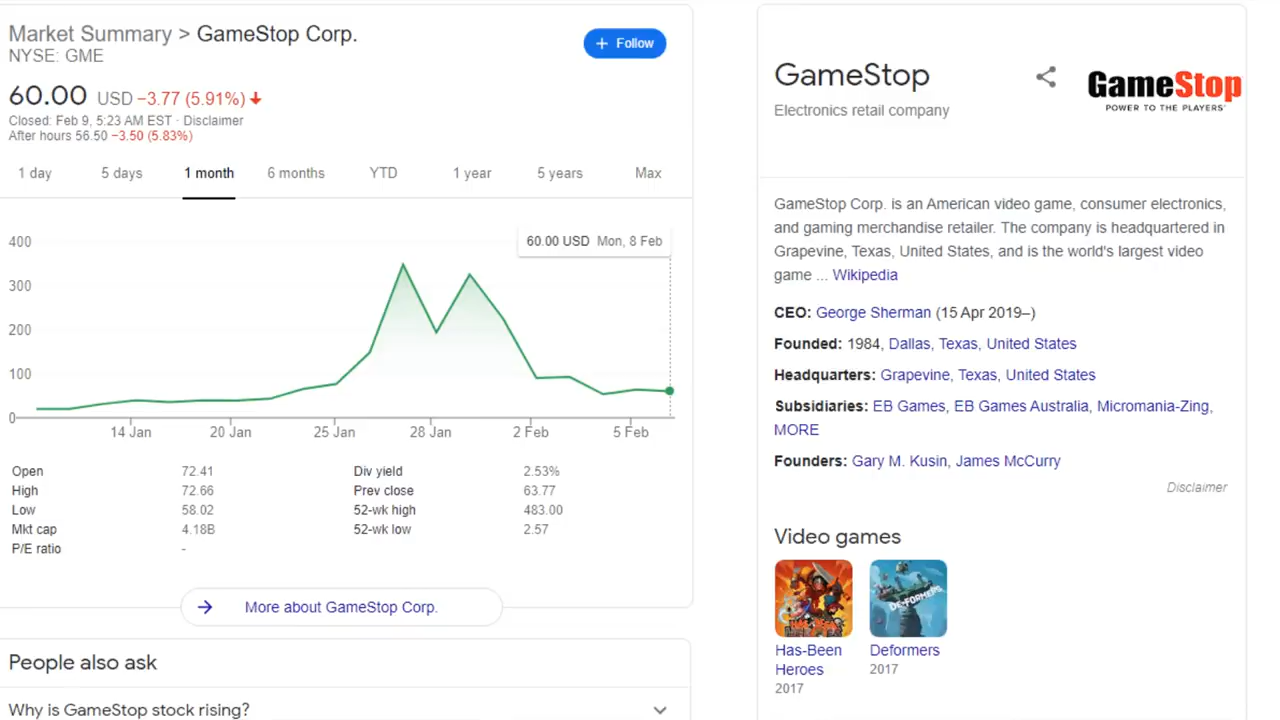 Market Summary > GameStop Corp.
NYSE: GME
+ Follow
60.00 USD −3.77 (5.91%)
Closed: Feb 9, 5:23 AM EST · Disclaimer
After hours 56.50 −3.50 (5.83%)
1 day 5 days 1 month 6 months YTD 1 year 5 years Max
60.00 USD Mon, 8 Feb
400
300
200
100
0
14 Jan 20 Jan 25 Jan 28 Jan 2 Feb 5 Feb
Open 72.41 Div yield 2.53%
High 72.66 Prev close 63.77
Low 58.02 52-wk high 483.00
Mkt cap 4.18B 52-wk low 2.57
P/E ratio -
More about GameStop Corp.
People also ask
Why is GameStop stock rising?
GameStop
Electronics retail company
GameStop
POWER TO THE PLAYERS
GameStop Corp. is an American video game, consumer electronics,
and gaming merchandise retailer. The company is headquartered in
Grapevine, Texas, United States, and is the world's largest video
game ... Wikipedia
CEO: George Sherman (15 Apr 2019–)
Founded: 1984, Dallas, Texas, United States
Headquarters: Grapevine, Texas, United States
Subsidiaries: EB Games, EB Games Australia, Micromania-Zing,
MORE
Founders: Gary M. Kusin, James McCurry
Disclaimer
Video games
DE-FORMERS
Has-Been
Heroes
2017
Deformers
2017